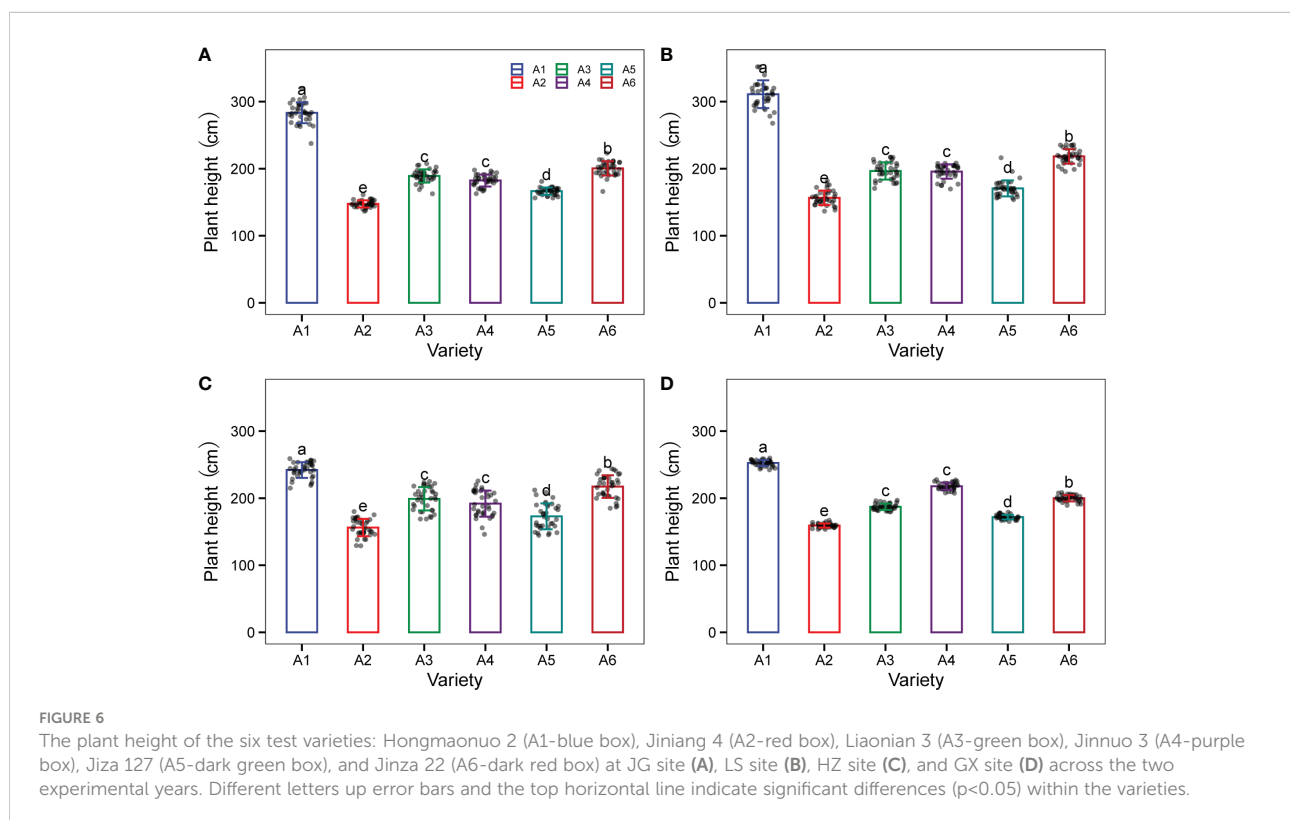 A
Plant height (cm)
300
200
100
0
a
e
c
c
d
b
A1 A3 A5
A2 A4 A6
A1 A2 A3 A4 A5 A6
Variety
B
Plant height (cm)
300
200
100
0
a
e
c
c
d
b
A1 A2 A3 A4 A5 A6
Variety
C
Plant height (cm)
300
200
100
0
a
e
c
c
d
b
A1 A2 A3 A4 A5 A6
Variety
D
Plant height (cm)
300
200
100
0
a
e
c
c
d
b
A1 A2 A3 A4 A5 A6
Variety
FIGURE 6
The plant height of the six test varieties: Hongmaonuo 2 (A1-blue box), Jiniang 4 (A2-red box), Liaonian 3 (A3-green box), Jinnuo 3 (A4-purple
box), Jiza 127 (A5-dark green box), and Jinza 22 (A6-dark red box) at JG site (A), LS site (B), HZ site (C), and GX site (D) across the two
experimental years. Different letters up error bars and the top horizontal line indicate significant differences (p<0.05) within the varieties.